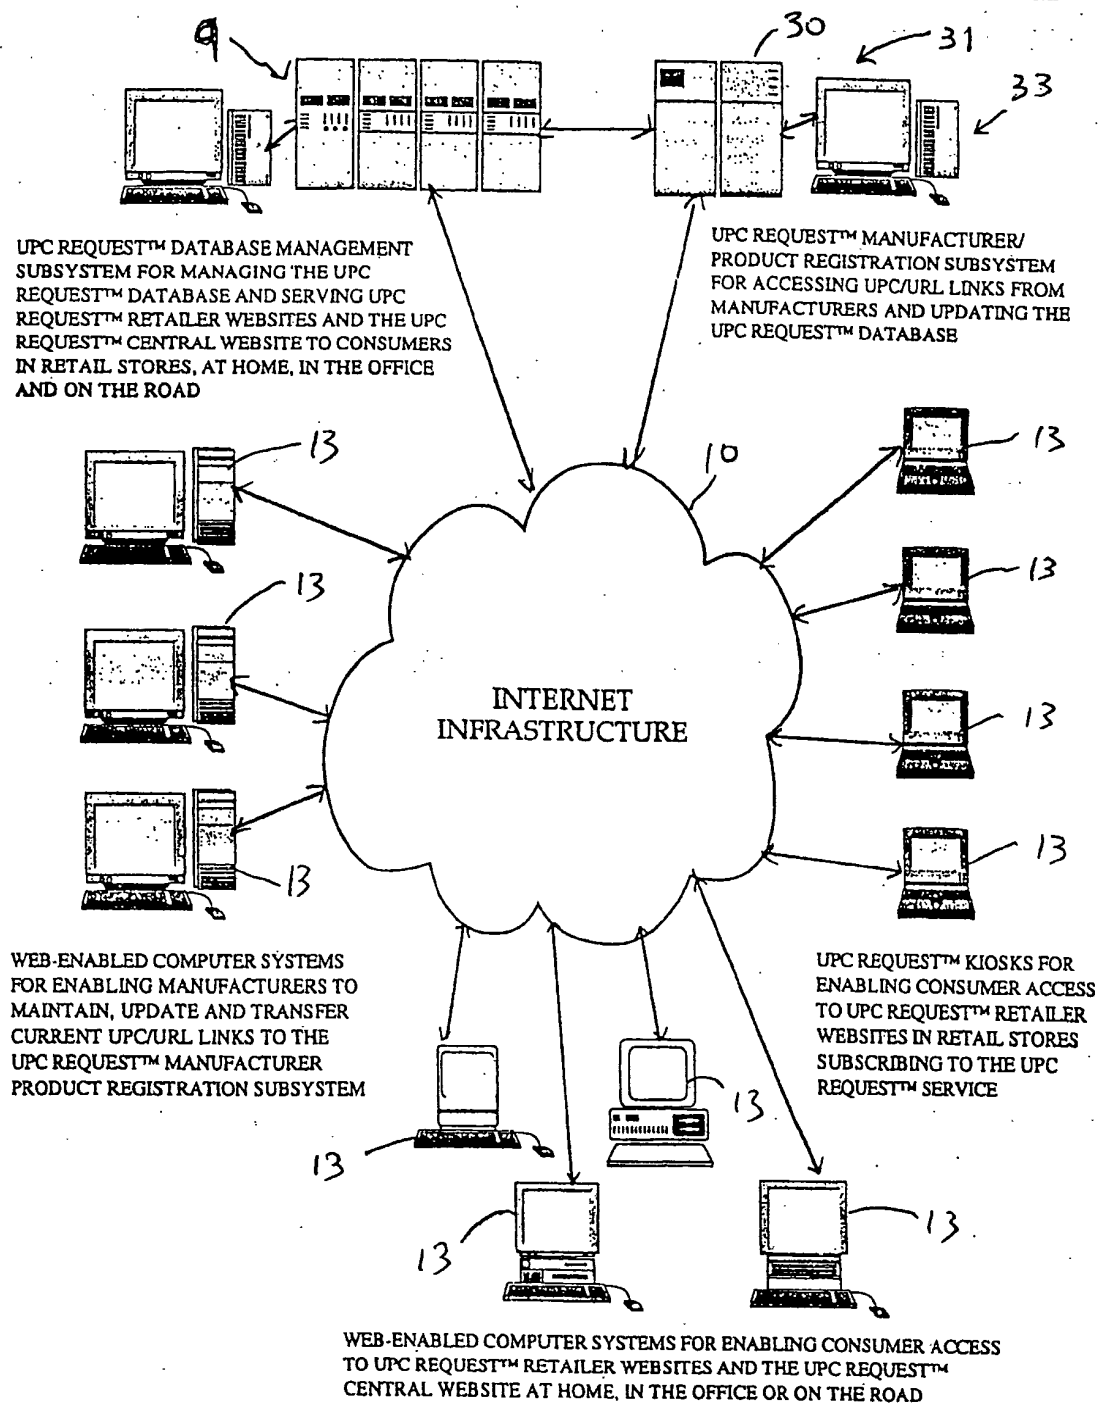 9
30
31
33
UPC REQUEST™ DATABASE MANAGEMENT
SUBSYSTEM FOR MANAGING THE UPC
REQUEST™ DATABASE AND SERVING UPC
REQUEST™ RETAILER WEBSITES AND THE UPC
REQUEST™ CENTRAL WEBSITE TO CONSUMERS
IN RETAIL STORES, AT HOME, IN THE OFFICE
AND ON THE ROAD
UPC REQUEST™ MANUFACTURER/
PRODUCT REGISTRATION SUBSYSTEM
FOR ACCESSING UPC/URL LINKS FROM
MANUFACTURERS AND UPDATING THE
UPC REQUEST™ DATABASE
13
10
13
13
13
INTERNET
INFRASTRUCTURE
13
13
13
WEB-ENABLED COMPUTER SYSTEMS
FOR ENABLING MANUFACTURERS TO
MAINTAIN, UPDATE AND TRANSFER
CURRENT UPC/URL LINKS TO THE
UPC REQUEST™ MANUFACTURER
PRODUCT REGISTRATION SUBSYSTEM
UPC REQUEST™ KIOSKS FOR
ENABLING CONSUMER ACCESS
TO UPC REQUEST™ RETAILER
WEBSITES IN RETAIL STORES
SUBSCRIBING TO THE UPC
REQUEST™ SERVICE
13
13
13
13
WEB-ENABLED COMPUTER SYSTEMS FOR ENABLING CONSUMER ACCESS
TO UPC REQUEST™ RETAILER WEBSITES AND THE UPC REQUEST™
CENTRAL WEBSITE AT HOME, IN THE OFFICE OR ON THE ROAD